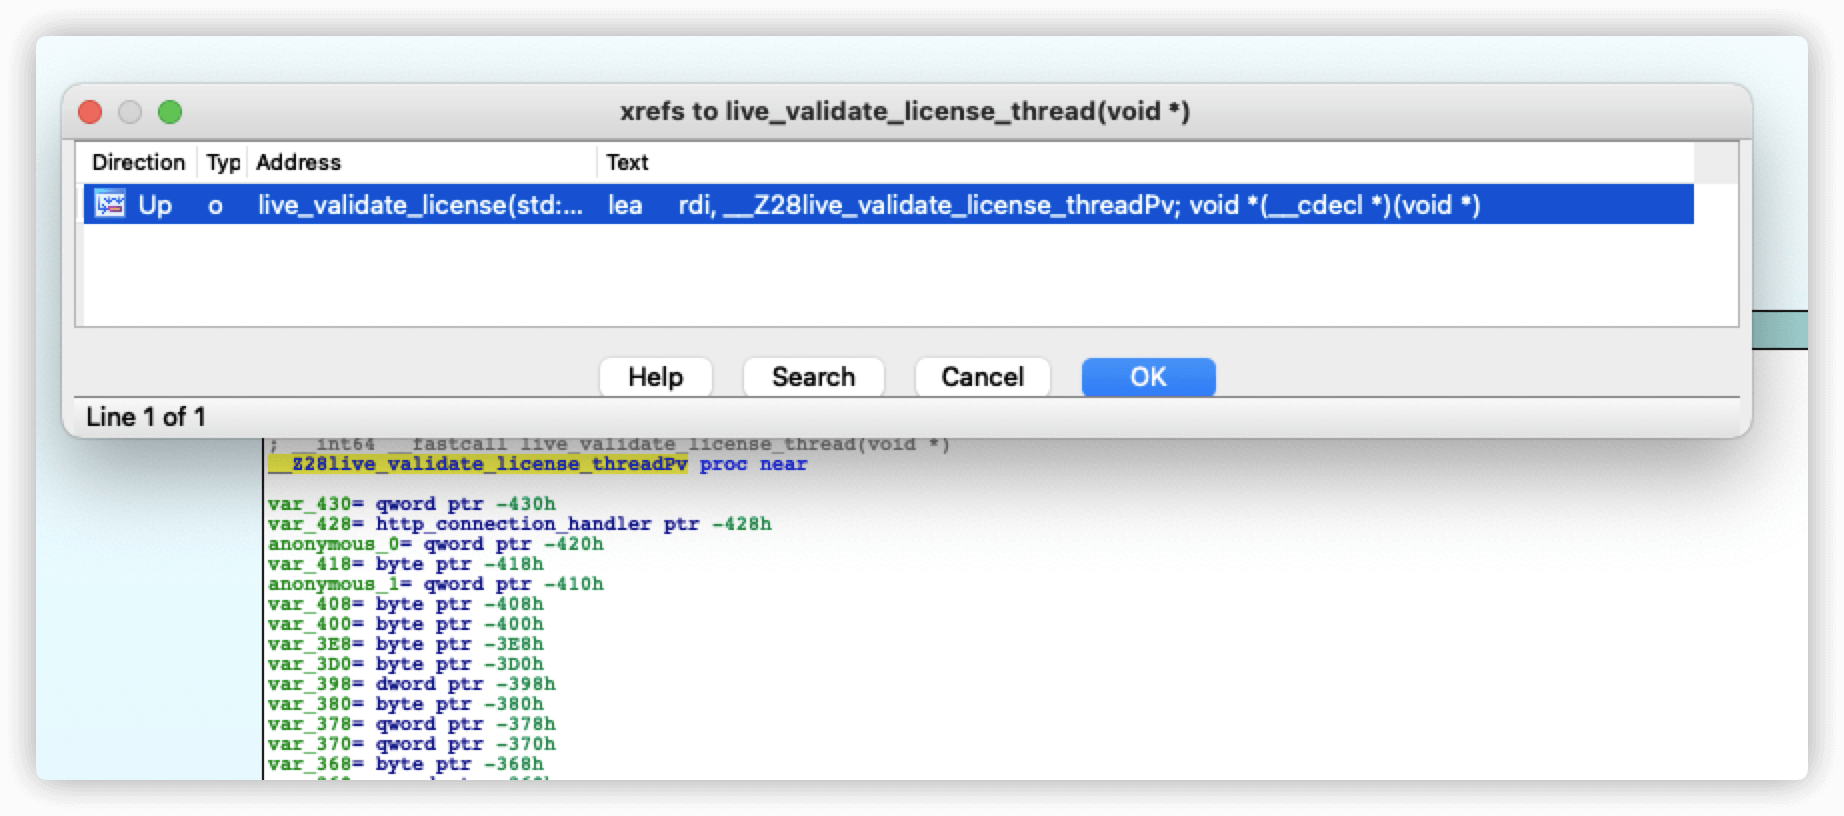 xrefs to live_validate_license_thread(void *)
Direction Typ Address Text
Up o live_validate_license(std:... lea rdi, __Z28live_validate_license_threadPv; void *(__cdecl *)(void *)
Help Search Cancel OK
Line 1 of 1
; __int64 __fastcall live_validate_license_thread(void *)
__Z28live_validate_license_threadPv proc near
var_430= qword ptr -430h
var_428= http_connection_handler ptr -428h
anonymous_0= qword ptr -420h
var_418= byte ptr -418h
anonymous_1= qword ptr -410h
var_408= byte ptr -408h
var_400= byte ptr -400h
var_3E8= byte ptr -3E8h
var_3D0= byte ptr -3D0h
var_398= dword ptr -398h
var_380= byte ptr -380h
var_378= qword ptr -378h
var_370= qword ptr -370h
var_368= byte ptr -368h